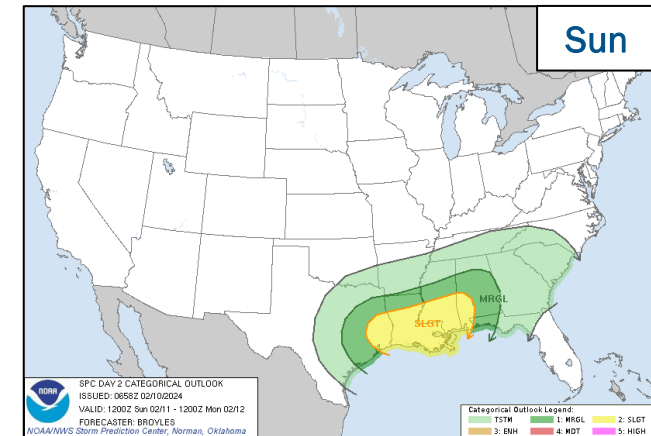 Sun
MRGL
SLGT
NOAA
SPC DAY 2 CATEGORICAL OUTLOOK
ISSUED: 0658Z 02/10/2024
VALID: 1200Z Sun 02/11 - 1200Z Mon 02/12
FORECASTER: BROYLES
NOAA/NWS Storm Prediction Center, Norman, Oklahoma
Categorical Outlook Legend:
TSTM 1: MRGL 2: SLGT
3: ENH 4: MDT 5: HIGH